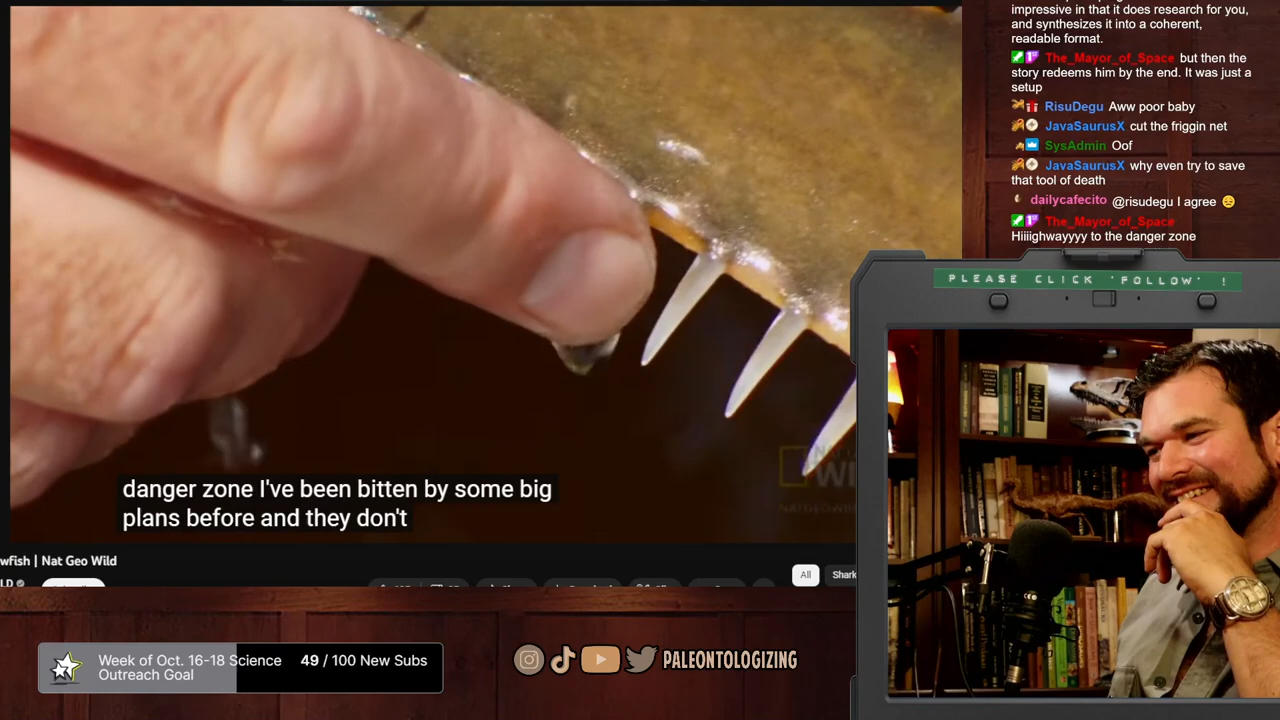 impressive in that it does research for you,
and synthesizes it into a coherent,
readable format.
The_Mayor_of_Space but then the
story redeems him by the end. It was just a
setup
RisuDegu Aww poor baby
JavaSaurusX cut the friggin net
SysAdmin Oof
JavaSaurusX why even try to save
that tool of death
dailycafecito @risudegu I agree 😔
The_Mayor_of_Space
Hiiiighwayyyy to the danger zone
PLEASE CLICK 'FOLLOW' !
danger zone I've been bitten by some big
plans before and they don't
wfish | Nat Geo Wild
LD
All
Shark
Week of Oct. 16-18 Science
Outreach Goal
49 / 100 New Subs
PALEONTOLOGIZING